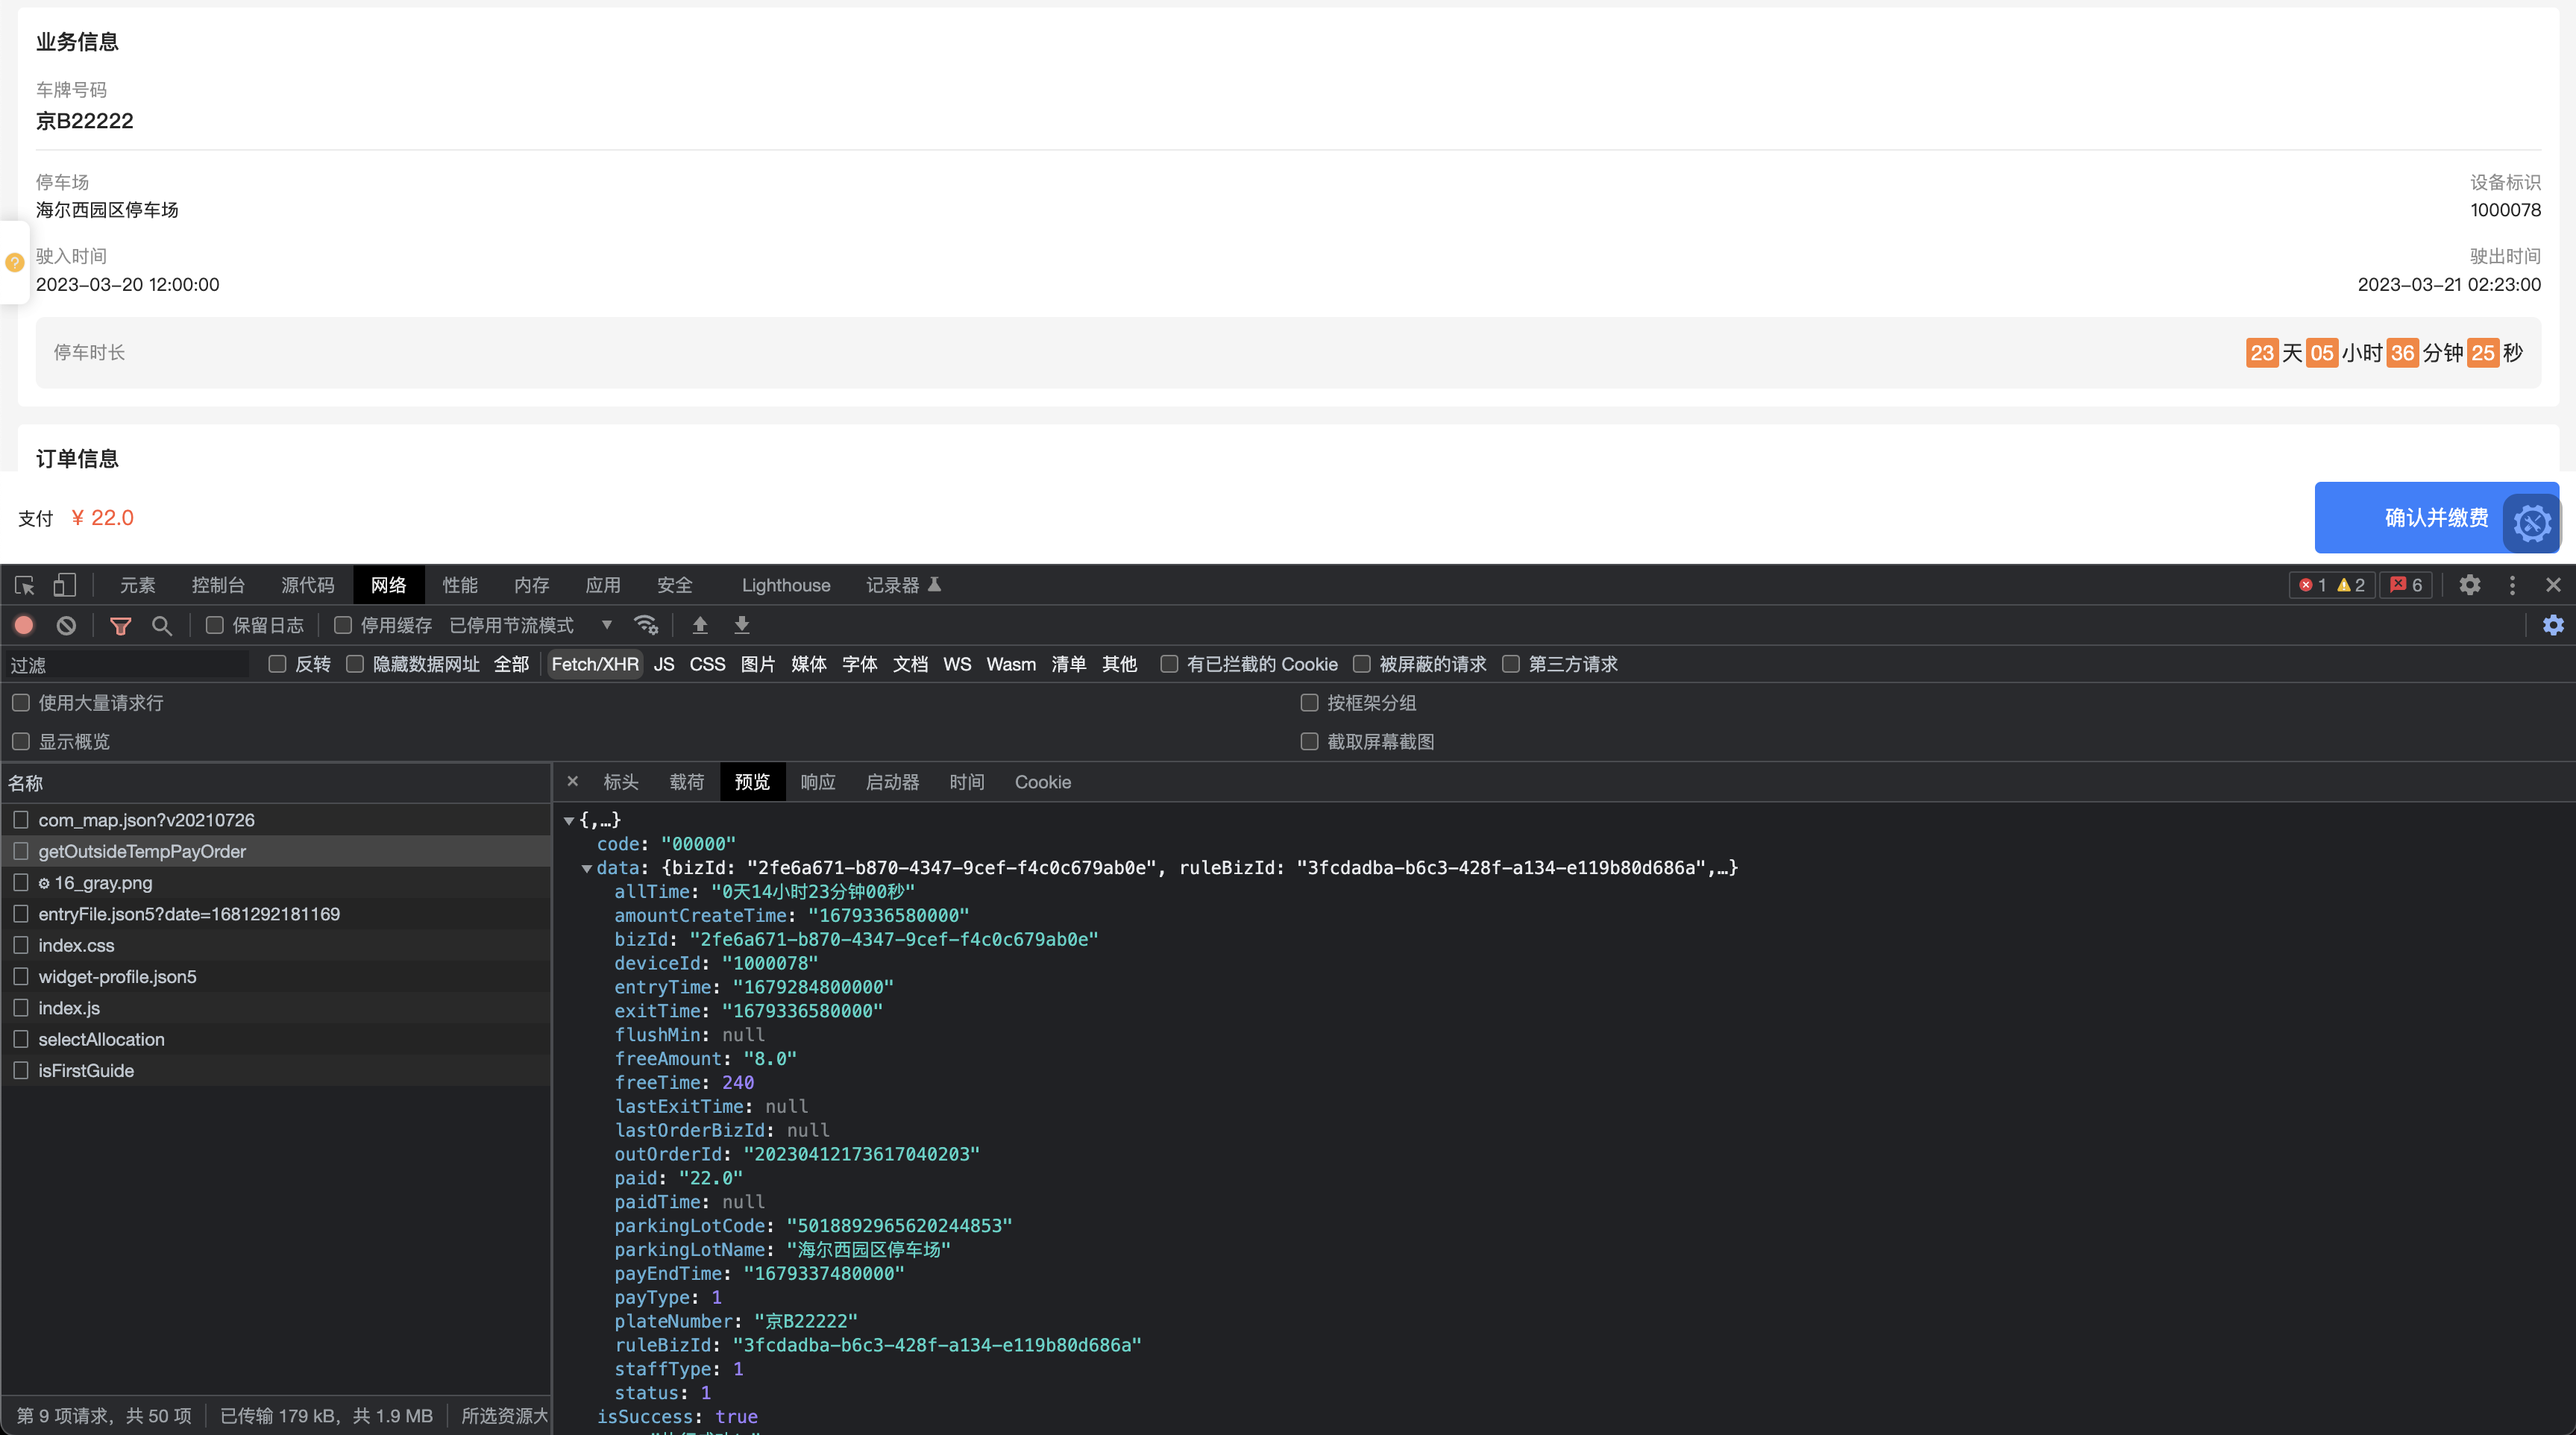 业务信息
车牌号码
京B22222
停车场 设备标识
海尔西园区停车场 1000078
驶入时间 驶出时间
2023-03-20 12:00:00 2023-03-21 02:23:00
停车时长 23 天 05 小时 36 分钟 25 秒
订单信息
支付 ¥ 22.0 确认并缴费
元素 控制台 源代码 网络 性能 内存 应用 安全 Lighthouse 记录器 1 2 6
保留日志 停用缓存 已停用节流模式
过滤 反转 隐藏数据网址 全部 Fetch/XHR JS CSS 图片 媒体 字体 文档 WS Wasm 清单 其他 有已拦截的 Cookie 被屏蔽的请求 第三方请求
使用大量请求行 按框架分组
显示概览 截取屏幕截图
名称
com_map.json?v20210726
getOutsideTempPayOrder
16_gray.png
entryFile.json5?date=1681292181169
index.css
widget-profile.json5
index.js
selectAllocation
isFirstGuide
第 9 项请求，共 50 项 已传输 179 kB，共 1.9 MB 所选资源大
× 标头 载荷 预览 响应 启动器 时间 Cookie
{,…}
code: "00000"
data: {bizId: "2fe6a671-b870-4347-9cef-f4c0c679ab0e", ruleBizId: "3fcdadba-b6c3-428f-a134-e119b80d686a",…}
allTime: "0天14小时23分钟00秒"
amountCreateTime: "1679336580000"
bizId: "2fe6a671-b870-4347-9cef-f4c0c679ab0e"
deviceId: "1000078"
entryTime: "1679284800000"
exitTime: "1679336580000"
flushMin: null
freeAmount: "8.0"
freeTime: 240
lastExitTime: null
lastOrderBizId: null
outOrderId: "20230412173617040203"
paid: "22.0"
paidTime: null
parkingLotCode: "5018892965620244853"
parkingLotName: "海尔西园区停车场"
payEndTime: "1679337480000"
payType: 1
plateNumber: "京B22222"
ruleBizId: "3fcdadba-b6c3-428f-a134-e119b80d686a"
staffType: 1
status: 1
isSuccess: true